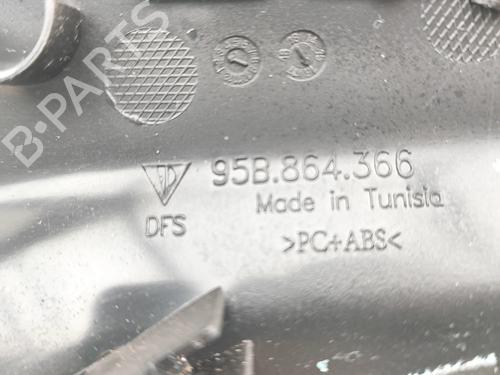 B-PARTS
95B.864.366
DFS
Made in Tunisia
>PC+ABS<